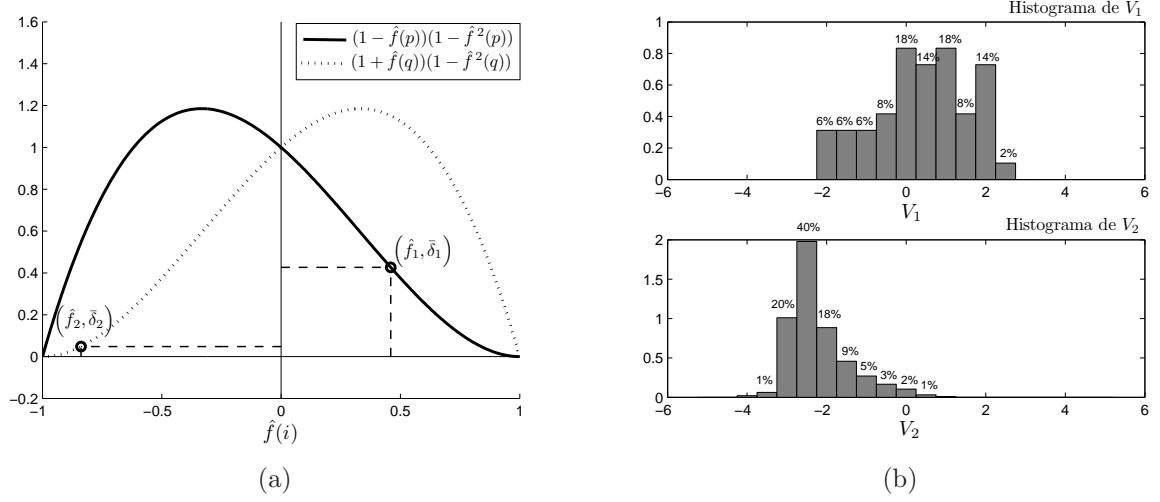 1.6
1.4
1.2
1
0.8
0.6
0.4
0.2
0
−0.2
−1
−0.5
0
0.5
1
(1−f̂(p))(1−f̂²(p))
(1+f̂(q))(1−f̂²(q))
(f̂₁, δ̄₁)
(f̂₂, δ̄₂)
f̂(i)
(a)
Histograma de V₁
1
0.8
0.6
0.4
0.2
0
6% 6% 6% 8% 18% 14% 18% 8% 14% 2%
−6 −4 −2 0 2 4 6
V₁
Histograma de V₂
2
1.5
1
0.5
0
1% 20% 40% 18% 9% 5% 3% 2% 1%
−6 −4 −2 0 2 4 6
V₂
(b)